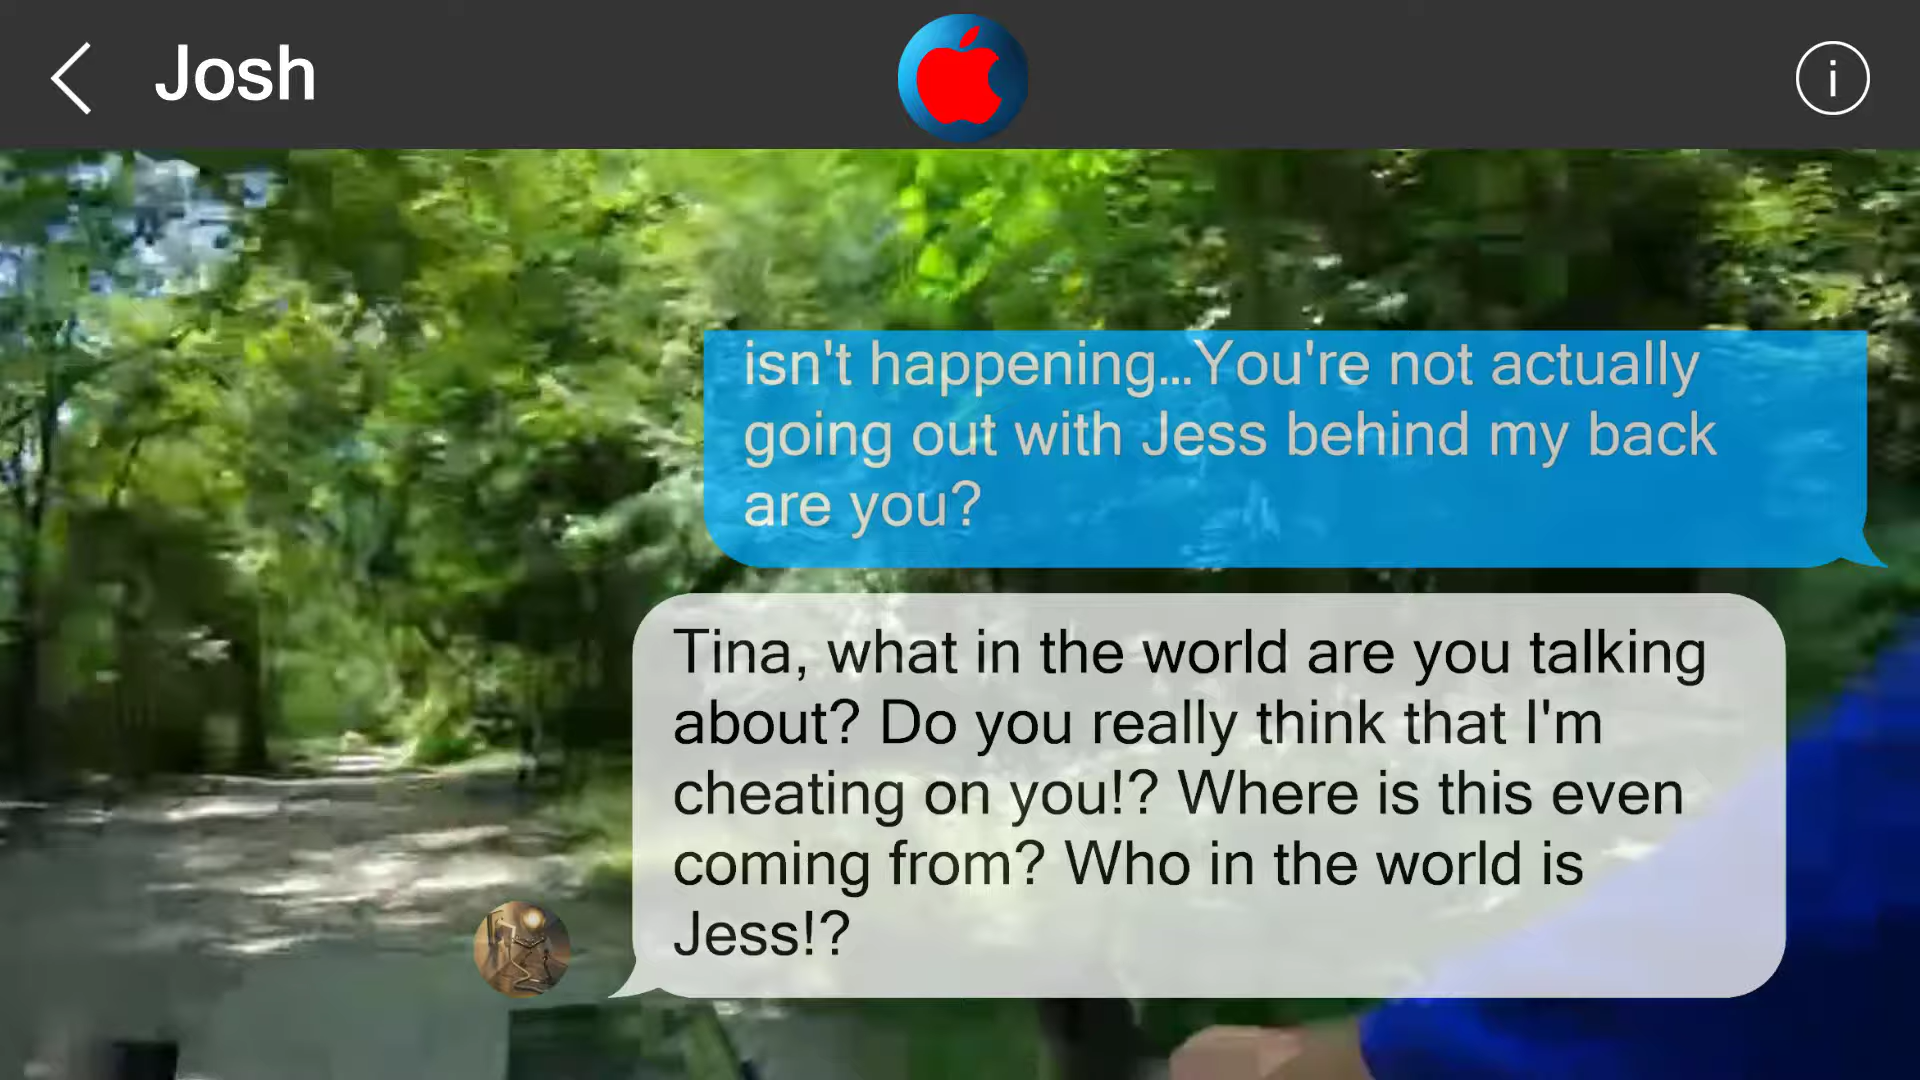 Josh
i
isn't happening...You're not actually
going out with Jess behind my back
are you?
Tina, what in the world are you talking
about? Do you really think that I'm
cheating on you!? Where is this even
coming from? Who in the world is
Jess!?